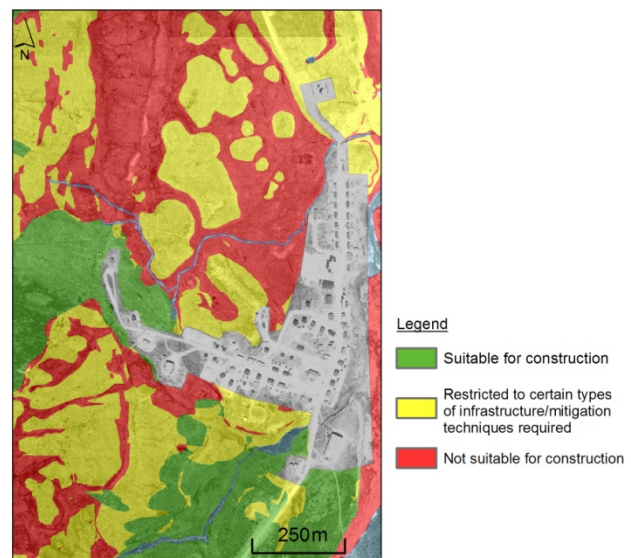 N
Legend
Suitable for construction
Restricted to certain types
of infrastructure/mitigation
techniques required
Not suitable for construction
250m